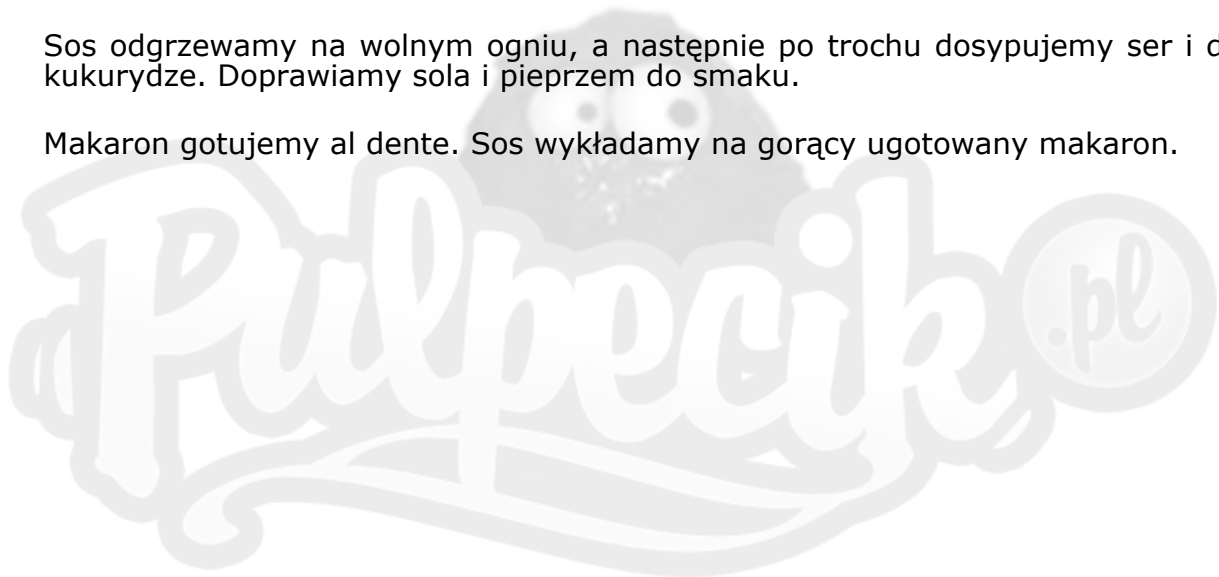 Sos odgrzewamy na wolnym ogniu, a następnie po trochu dosypujemy ser i
kukurydze. Doprawiamy sola i pieprzem do smaku.
Makaron gotujemy al dente. Sos wykładamy na gorący ugotowany makaron.
Pulpecik.pl